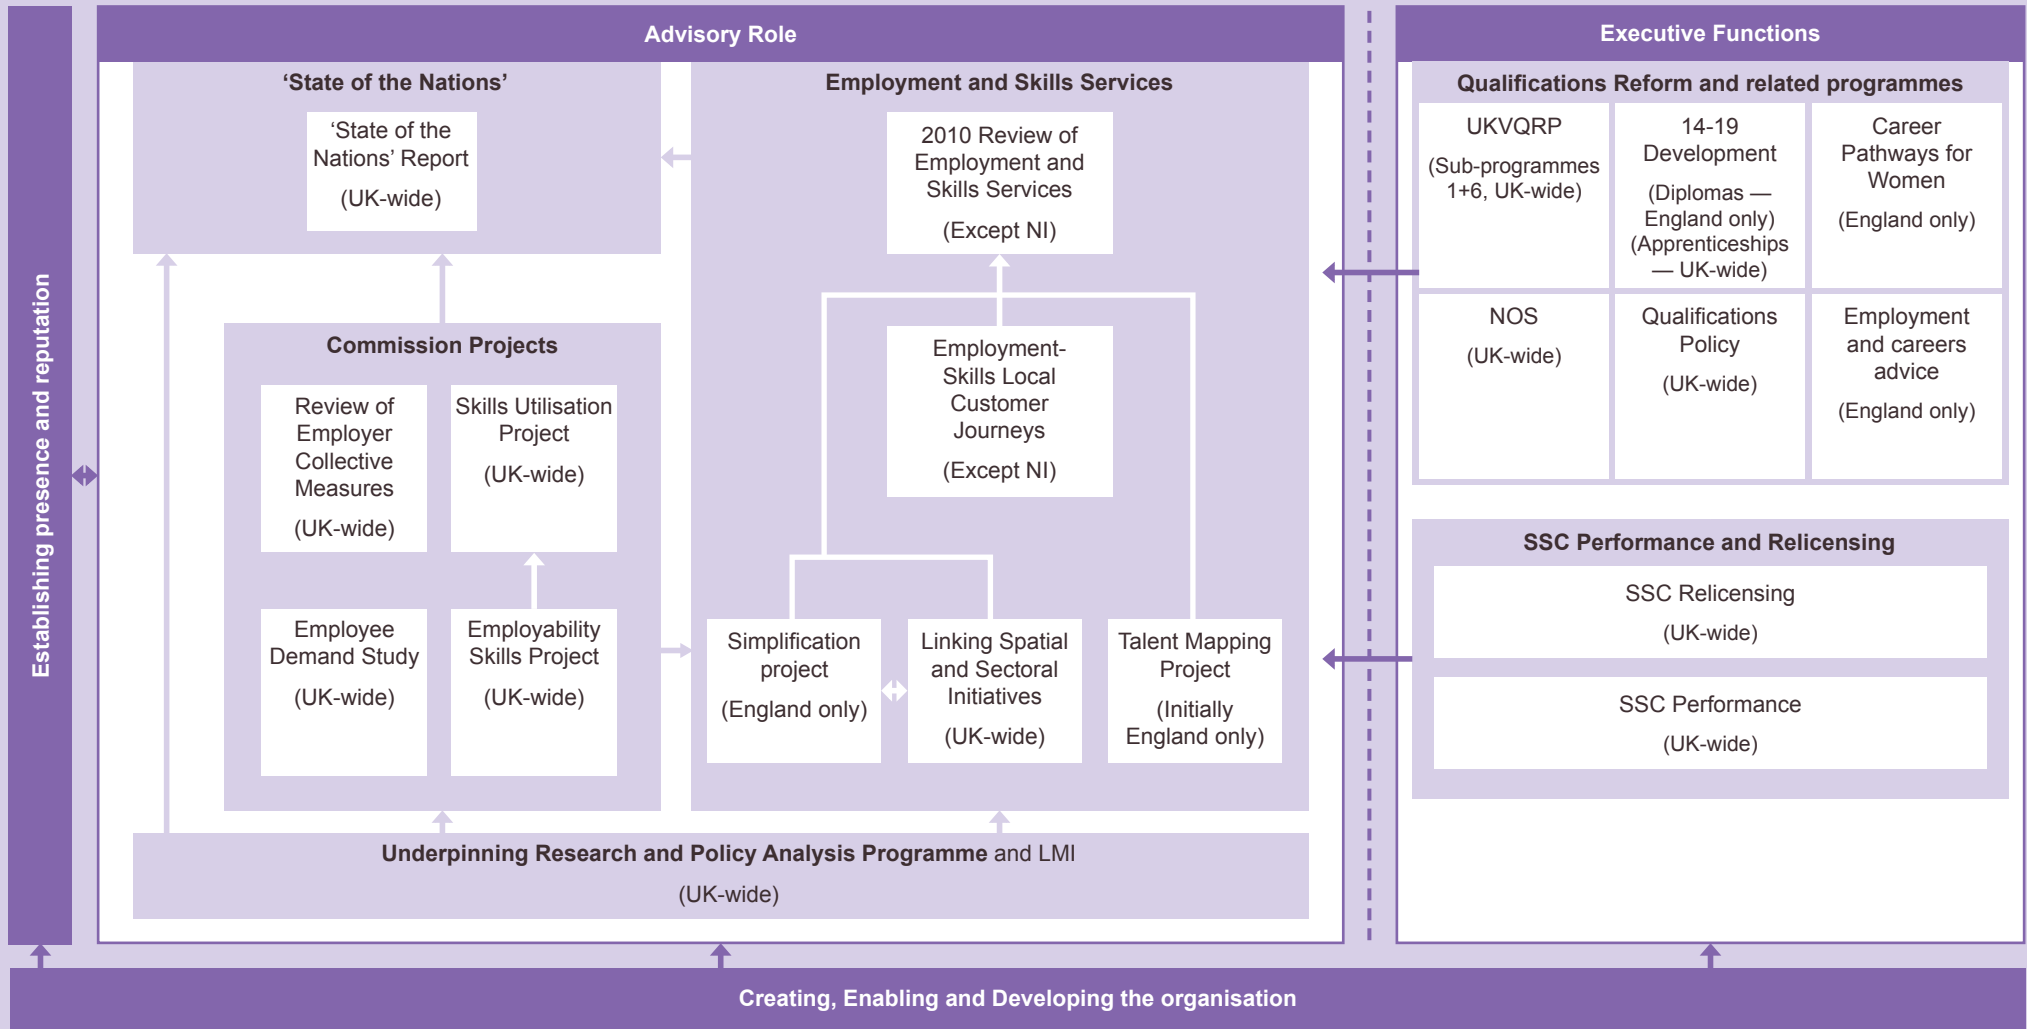 Establishing presence and reputation
Advisory Role
‘State of the Nations’
‘State of the
Nations’ Report
(UK-wide)
Commission Projects
Review of
Employer
Collective
Measures
(UK-wide)
Skills Utilisation
Project
(UK-wide)
Employee
Demand Study
(UK-wide)
Employability
Skills Project
(UK-wide)
Employment and Skills Services
2010 Review of
Employment and
Skills Services
(Except NI)
Employment-
Skills Local
Customer
Journeys
(Except NI)
Simplification
project
(England only)
Linking Spatial
and Sectoral
Initiatives
(UK-wide)
Talent Mapping
Project
(Initially
England only)
Underpinning Research and Policy Analysis Programme and LMI
(UK-wide)
Executive Functions
Qualifications Reform and related programmes
UKVQRP
(Sub-programmes
1+6, UK-wide)
14-19
Development
(Diplomas —
England only)
(Apprenticeships
— UK-wide)
Career
Pathways for
Women
(England only)
NOS
(UK-wide)
Qualifications
Policy
(UK-wide)
Employment
and careers
advice
(England only)
SSC Performance and Relicensing
SSC Relicensing
(UK-wide)
SSC Performance
(UK-wide)
Creating, Enabling and Developing the organisation